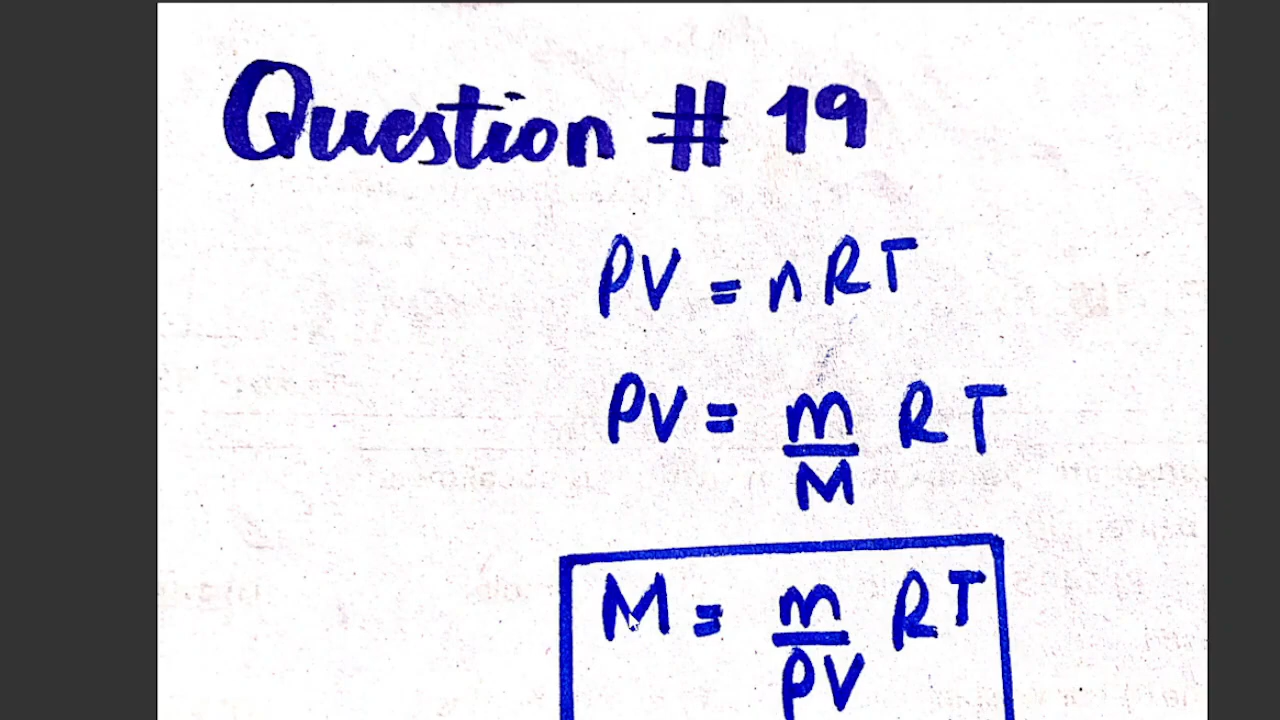 Question # 19
PV = nRT
PV = m/M RT
M = m/PV RT